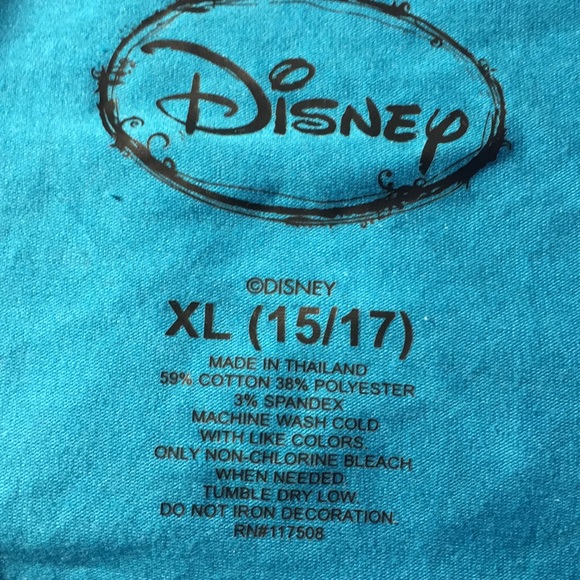 DISNEY
©DISNEY
XL (15/17)
MADE IN THAILAND
59% COTTON 38% POLYESTER
3% SPANDEX
MACHINE WASH COLD
WITH LIKE COLORS.
ONLY NON-CHLORINE BLEACH
WHEN NEEDED.
TUMBLE DRY LOW.
DO NOT IRON DECORATION.
RN#117508